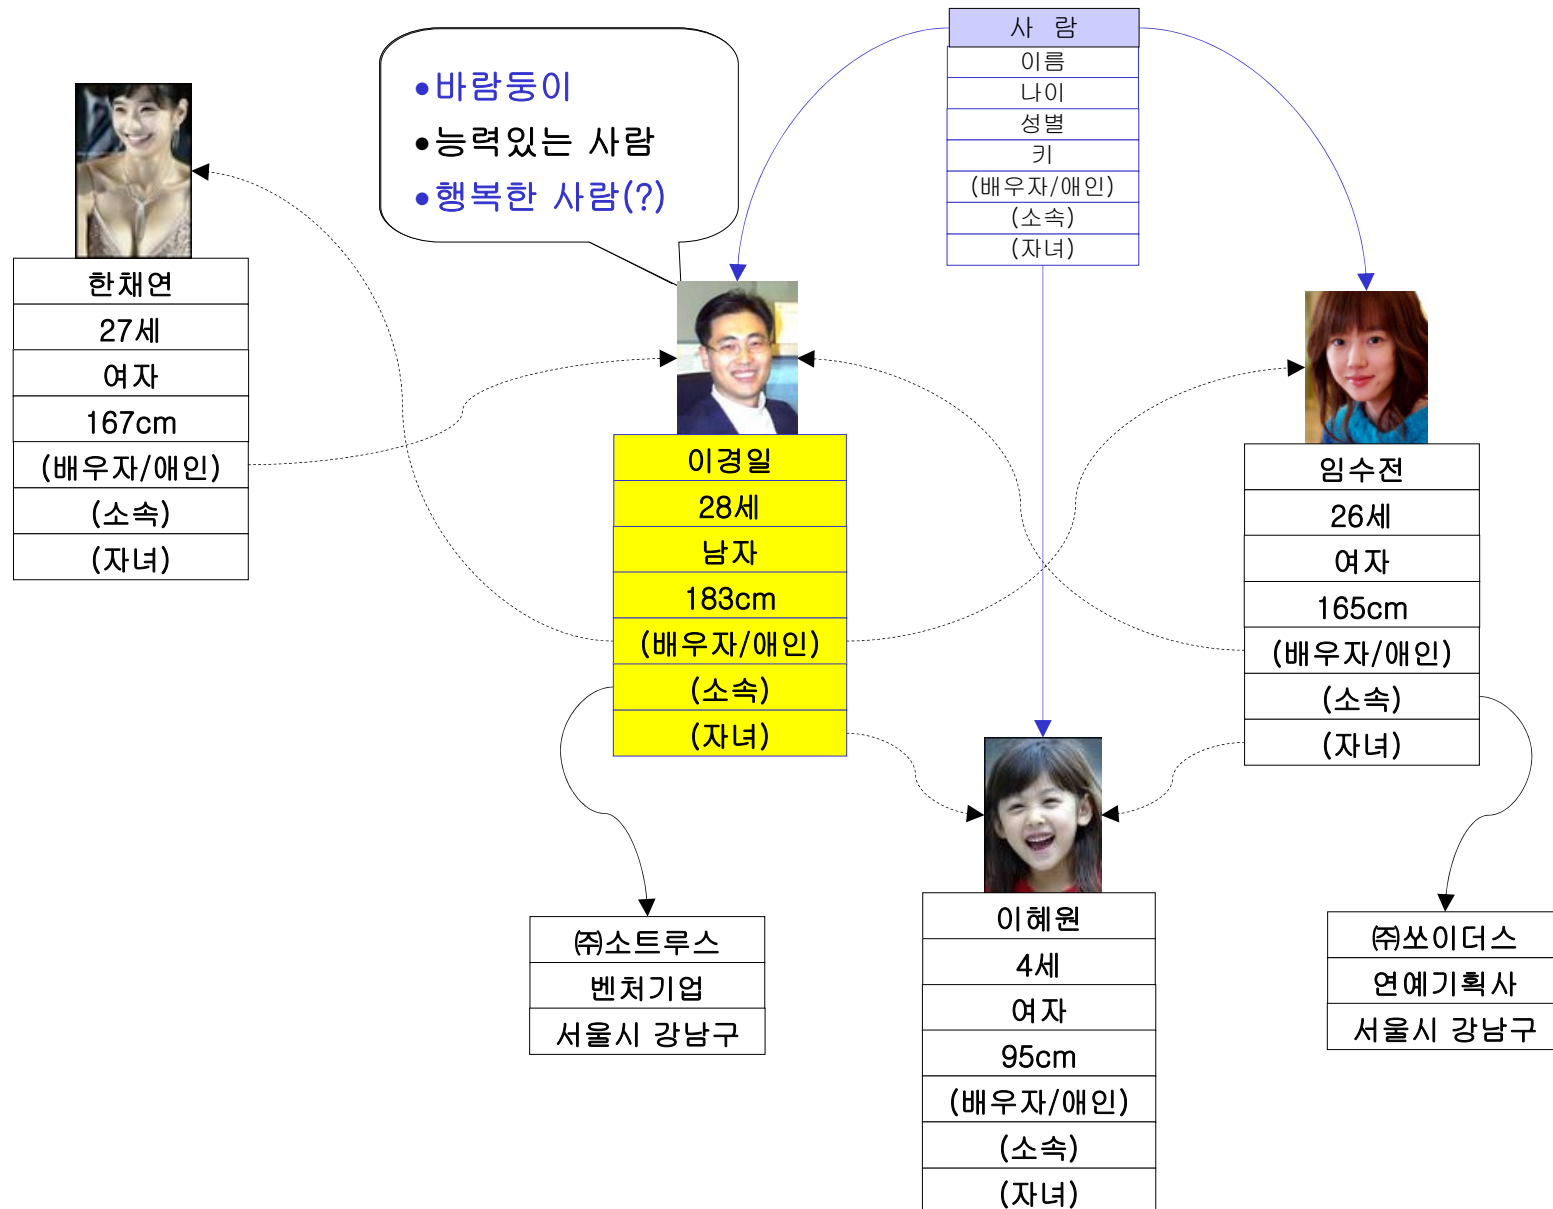 사 람
이름
나이
성별
키
(배우자/애인)
(소속)
(자녀)
•바람둥이
•능력있는 사람
•행복한 사람(?)
한채연
27세
여자
167cm
(배우자/애인)
(소속)
(자녀)
이경일
28세
남자
183cm
(배우자/애인)
(소속)
(자녀)
임수전
26세
여자
165cm
(배우자/애인)
(소속)
(자녀)
㈜소트루스
벤처기업
서울시 강남구
이혜원
4세
여자
95cm
(배우자/애인)
(소속)
(자녀)
㈜쏘이더스
연예기획사
서울시 강남구